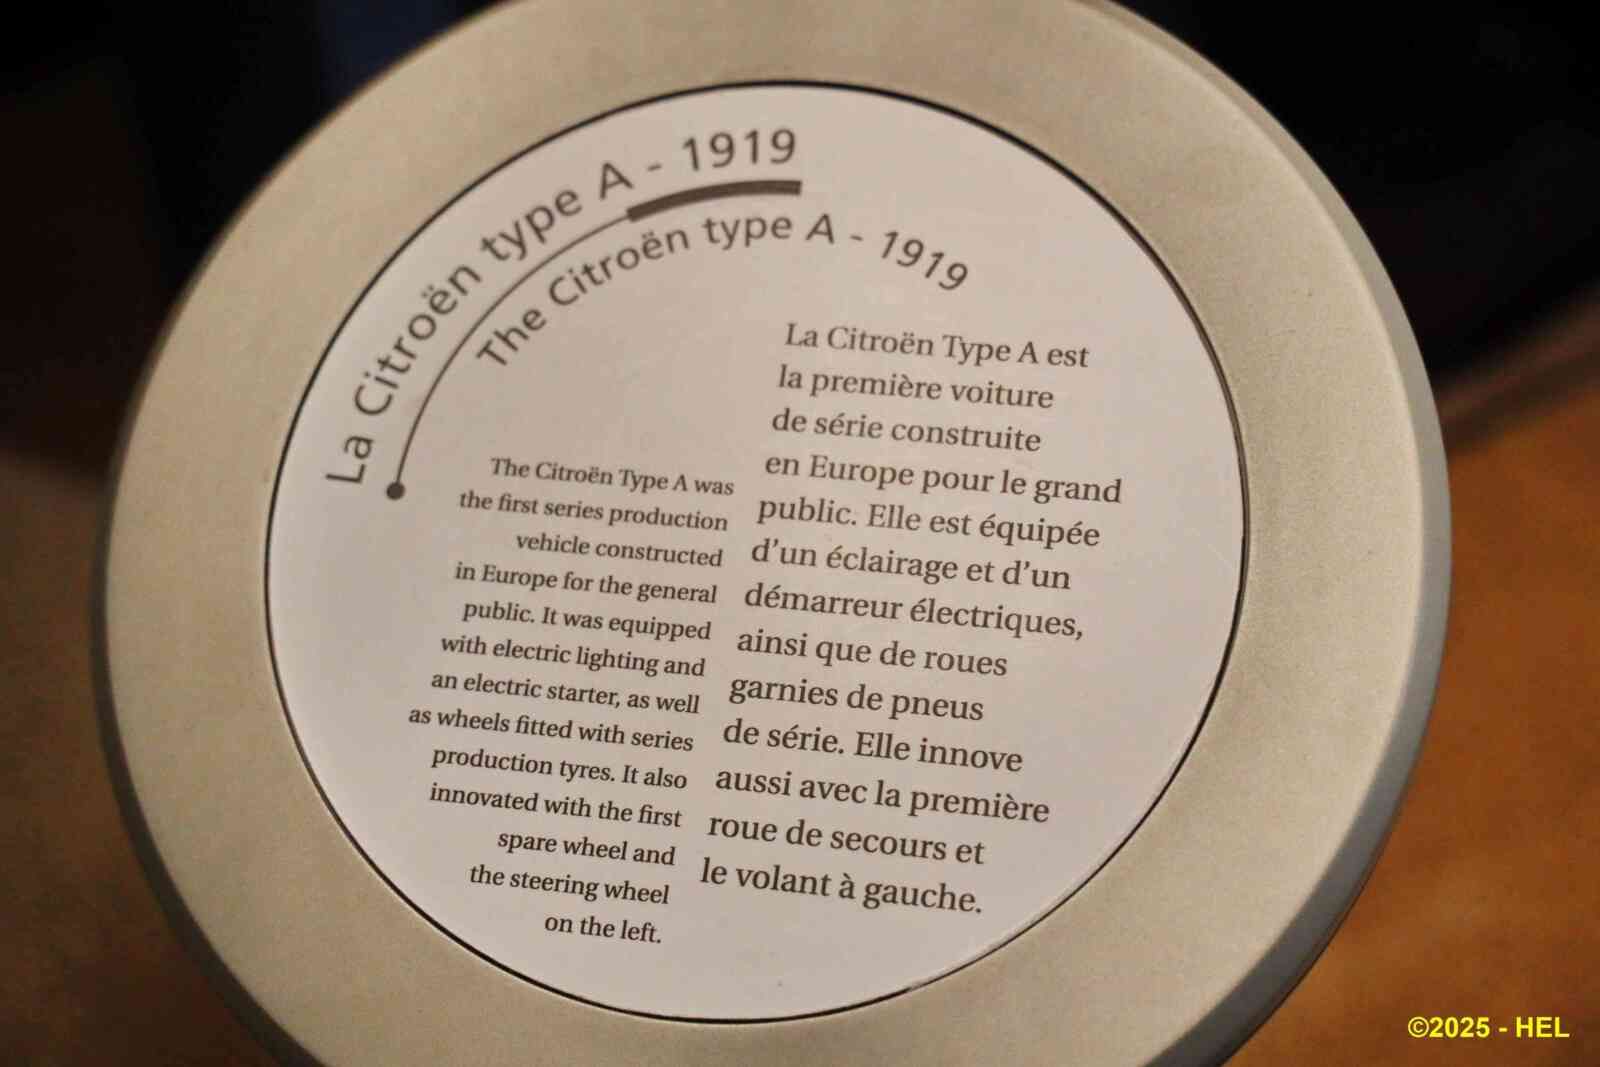 La Citroën type A - 1919
The Citroën type A - 1919
La Citroën Type A est
la première voiture
de série construite
en Europe pour le grand
public. Elle est équipée
d'un éclairage et d'un
démarreur électriques,
ainsi que de roues
garnies de pneus
de série. Elle innove
aussi avec la première
roue de secours et
le volant à gauche.
The Citroën Type A was
the first series production
vehicle constructed
in Europe for the general
public. It was equipped
with electric lighting and
an electric starter, as well
as wheels fitted with series
production tyres. It also
innovated with the first
spare wheel and
the steering wheel
on the left.
©2025 - HEL